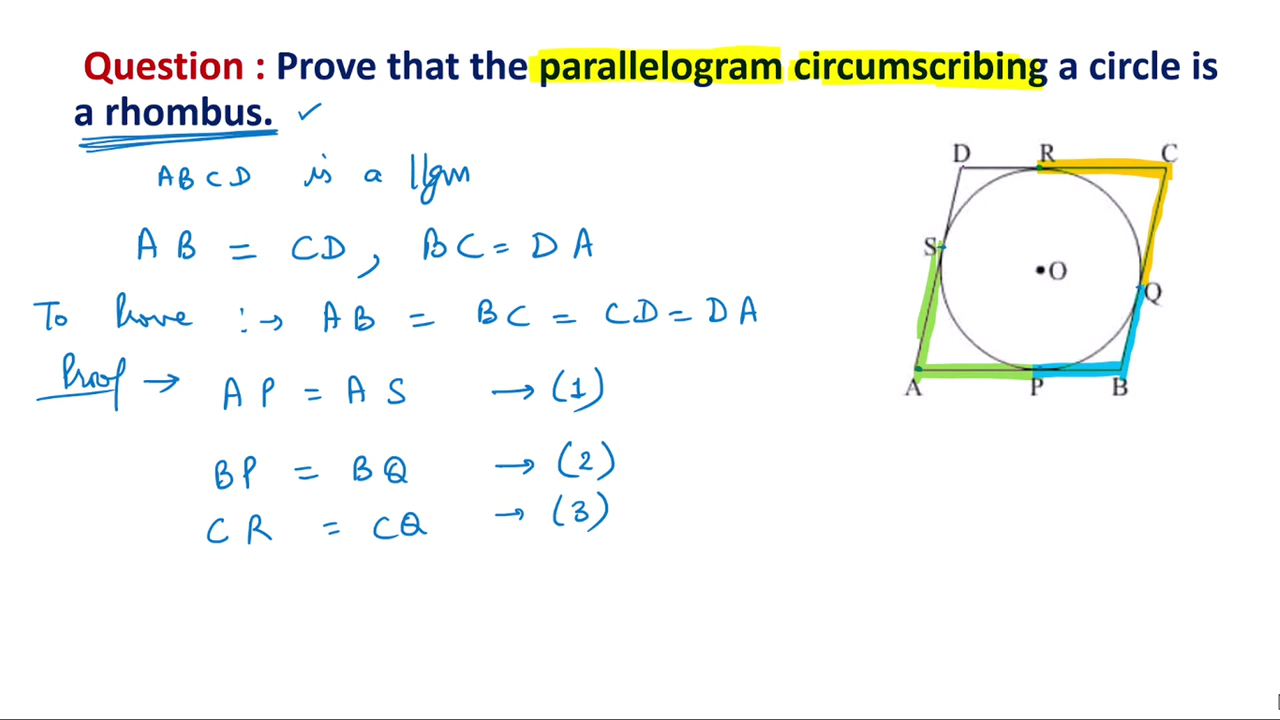 Question : Prove that the parallelogram circumscribing a circle is
a rhombus. ✓
ABCD is a ||gm
AB = CD, BC = DA
To prove :→ AB = BC = CD = DA
Proof → AP = AS → (1)
BP = BQ → (2)
CR = CQ → (3)
D R C
S
O
Q
A P B